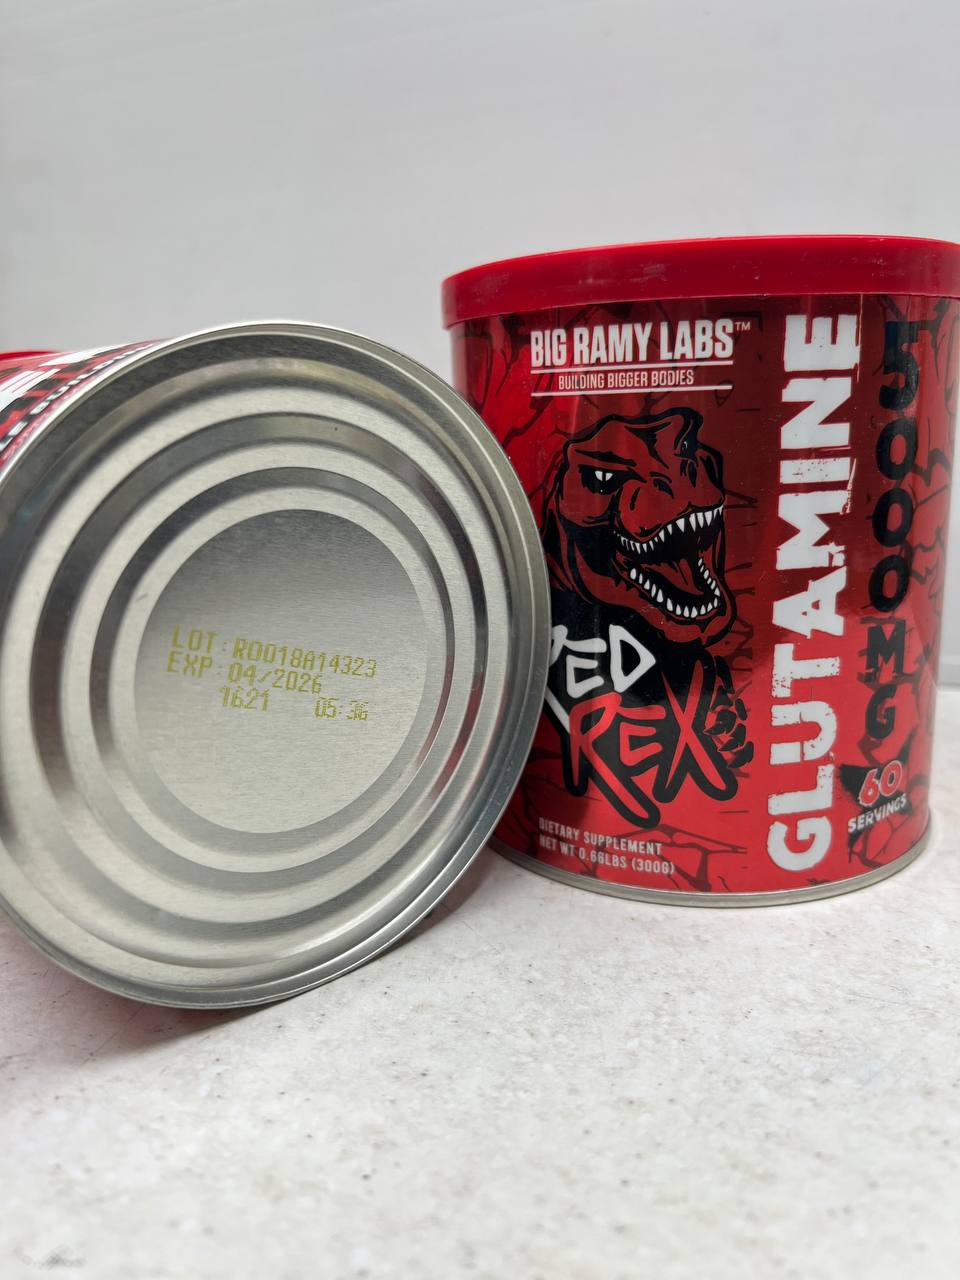 LOT:R0018A14323
EXP:04/2026
1621 05:36
BIG RAMY LABS™
BUILDING BIGGER BODIES
RED
REX
GLUTAMINE
5000MG
60
SERVINGS
DIETARY SUPPLEMENT
NET WT 0.66LBS (300G)